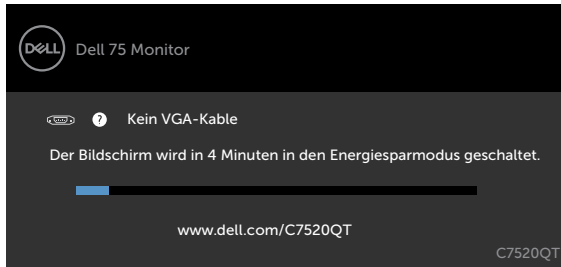 DELL
Dell 75 Monitor
? Kein VGA-Kable
Der Bildschirm wird in 4 Minuten in den Energiesparmodus geschaltet.
www.dell.com/C7520QT
C7520QT